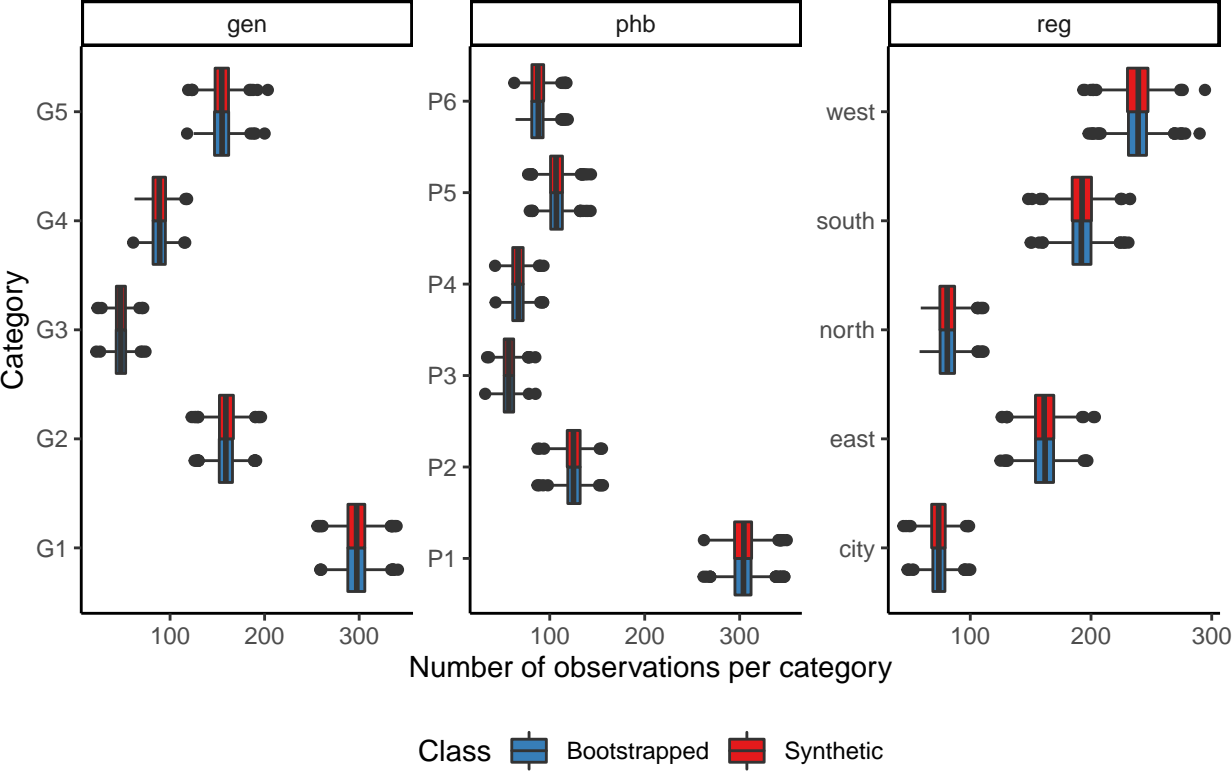 gen
phb
reg
Category
G5
G4
G3
G2
G1
P6
P5
P4
P3
P2
P1
west
south
north
east
city
100 200 300
100 200 300
100 200 300
Number of observations per category
Class Bootstrapped Synthetic